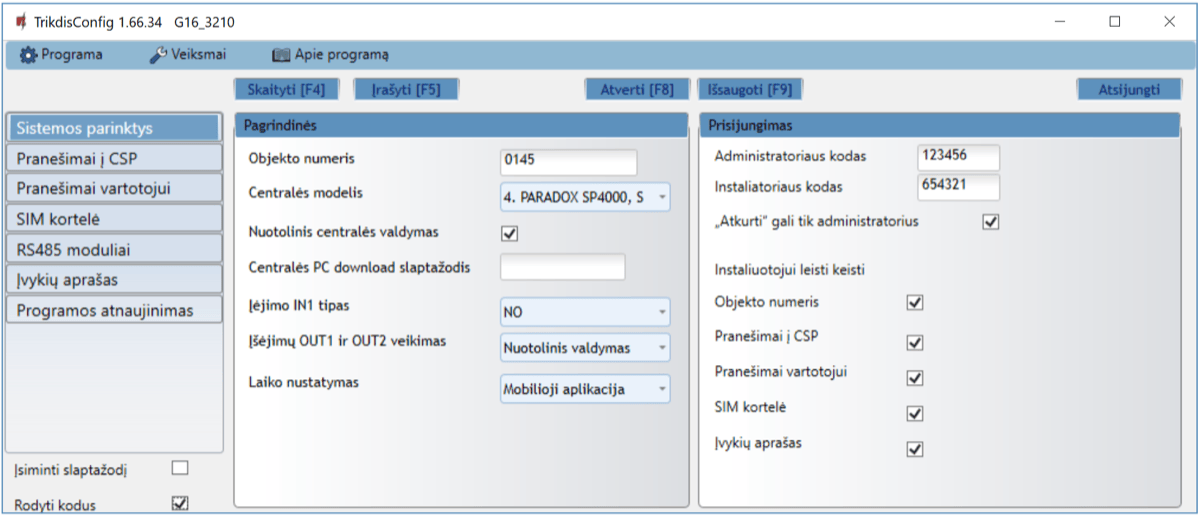 TrikdisConfig 1.66.34 G16_3210
Programa Veiksmai Apie programą
Skaityti [F4] Įrašyti [F5] Atverti [F8] Išsaugoti [F9] Atsijungti
Sistemos parinktys
Pranešimai į CSP
Pranešimai vartotojui
SIM kortelė
RS485 moduliai
Įvykių aprašas
Programos atnaujinimas
Įsiminti slaptažodį
Rodyti kodus
Pagrindinės
Objekto numeris 0145
Centralės modelis 4. PARADOX SP4000, S
Nuotolinis centralės valdymas
Centralės PC download slaptažodis
Įėjimo IN1 tipas NO
Įšėjimų OUT1 ir OUT2 veikimas Nuotolinis valdymas
Laiko nustatymas Mobilioji aplikacija
Prisijungimas
Administratoriaus kodas 123456
Instaliatoriaus kodas 654321
„Atkurti“ gali tik administratorius
Instaliuotojui leisti keisti
Objekto numeris
Pranešimai į CSP
Pranešimai vartotojui
SIM kortelė
Įvykių aprašas